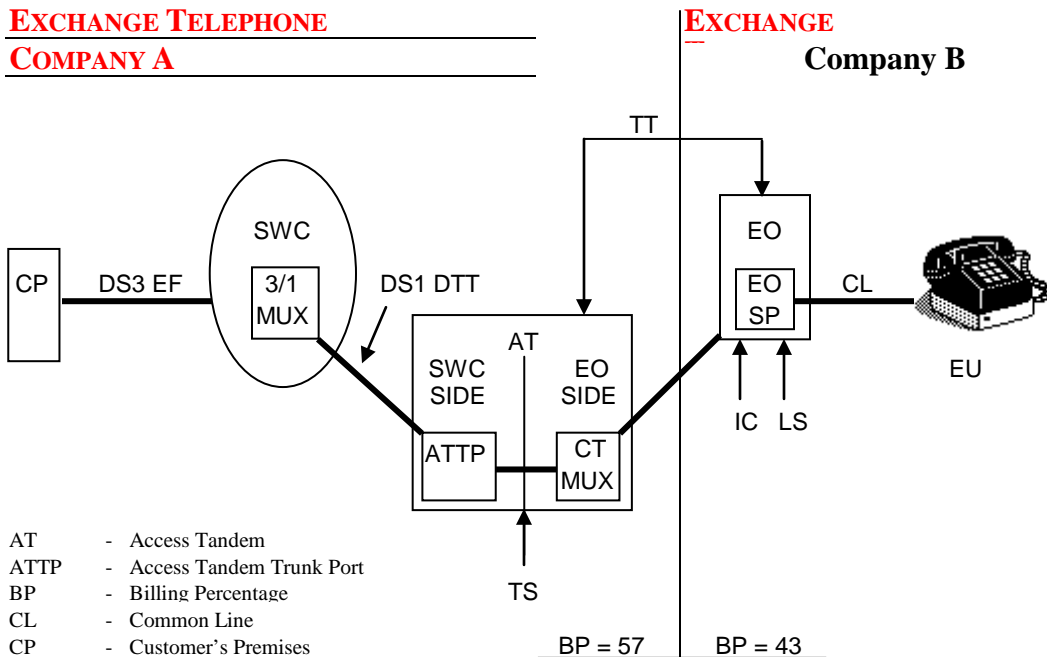 EXCHANGE TELEPHONE
COMPANY A
EXCHANGE
Company B
TT
SWC
EO
CP
DS3 EF
3/1
MUX
DS1 DTT
EO
SP
CL
AT
SWC
SIDE
EO
SIDE
EU
IC LS
ATTP
CT
MUX
TS
AT - Access Tandem
ATTP - Access Tandem Trunk Port
BP - Billing Percentage
CL - Common Line
CP - Customer's Premises
BP = 57
BP = 43